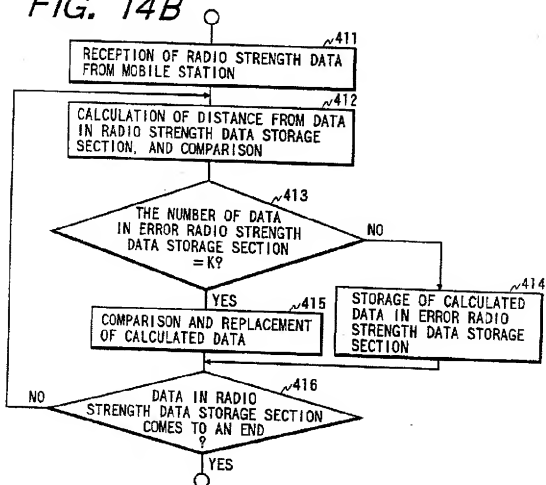 FIG. 14B
411
RECEPTION OF RADIO STRENGTH DATA
FROM MOBILE STATION
412
CALCULATION OF DISTANCE FROM DATA
IN RADIO STRENGTH DATA STORAGE
SECTION, AND COMPARISON
413
THE NUMBER OF DATA
IN ERROR RADIO STRENGTH
DATA STORAGE SECTION
=K?
NO
YES
414
STORAGE OF CALCULATED
DATA IN ERROR RADIO
STRENGTH DATA STORAGE
SECTION
415
COMPARISON AND REPLACEMENT
OF CALCULATED DATA
416
DATA IN RADIO
STRENGTH DATA STORAGE SECTION
COMES TO AN END
?
NO
YES